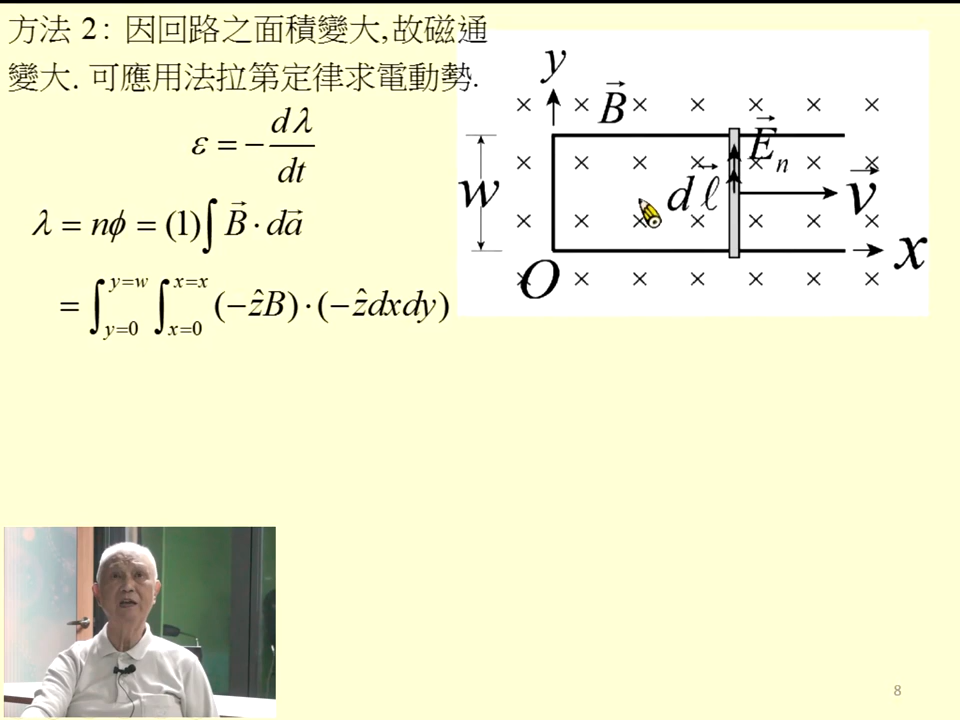 方法 2: 因回路之面積變大,故磁通
變大. 可應用法拉第定律求電動勢.
ε = − dλ/dt
λ = nϕ = (1)∫ B⃗ · da⃗
= ∫_{y=0}^{y=w} ∫_{x=0}^{x=x} (−ẑB) · (−ẑdxdy)
y
B⃗
E⃗n
w
dℓ⃗
v⃗
x
O
8